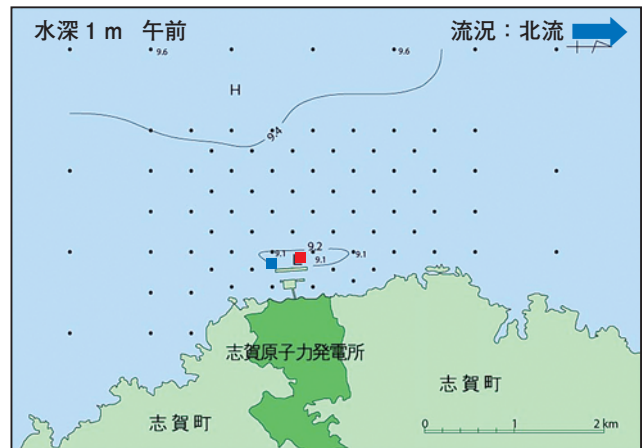 水深1m 午前
流況：北流
9.6
9.6
H
9.4
9.2
9.1
9.1
9.1
志賀原子力発電所
志賀町
志賀町
0 1 2 km